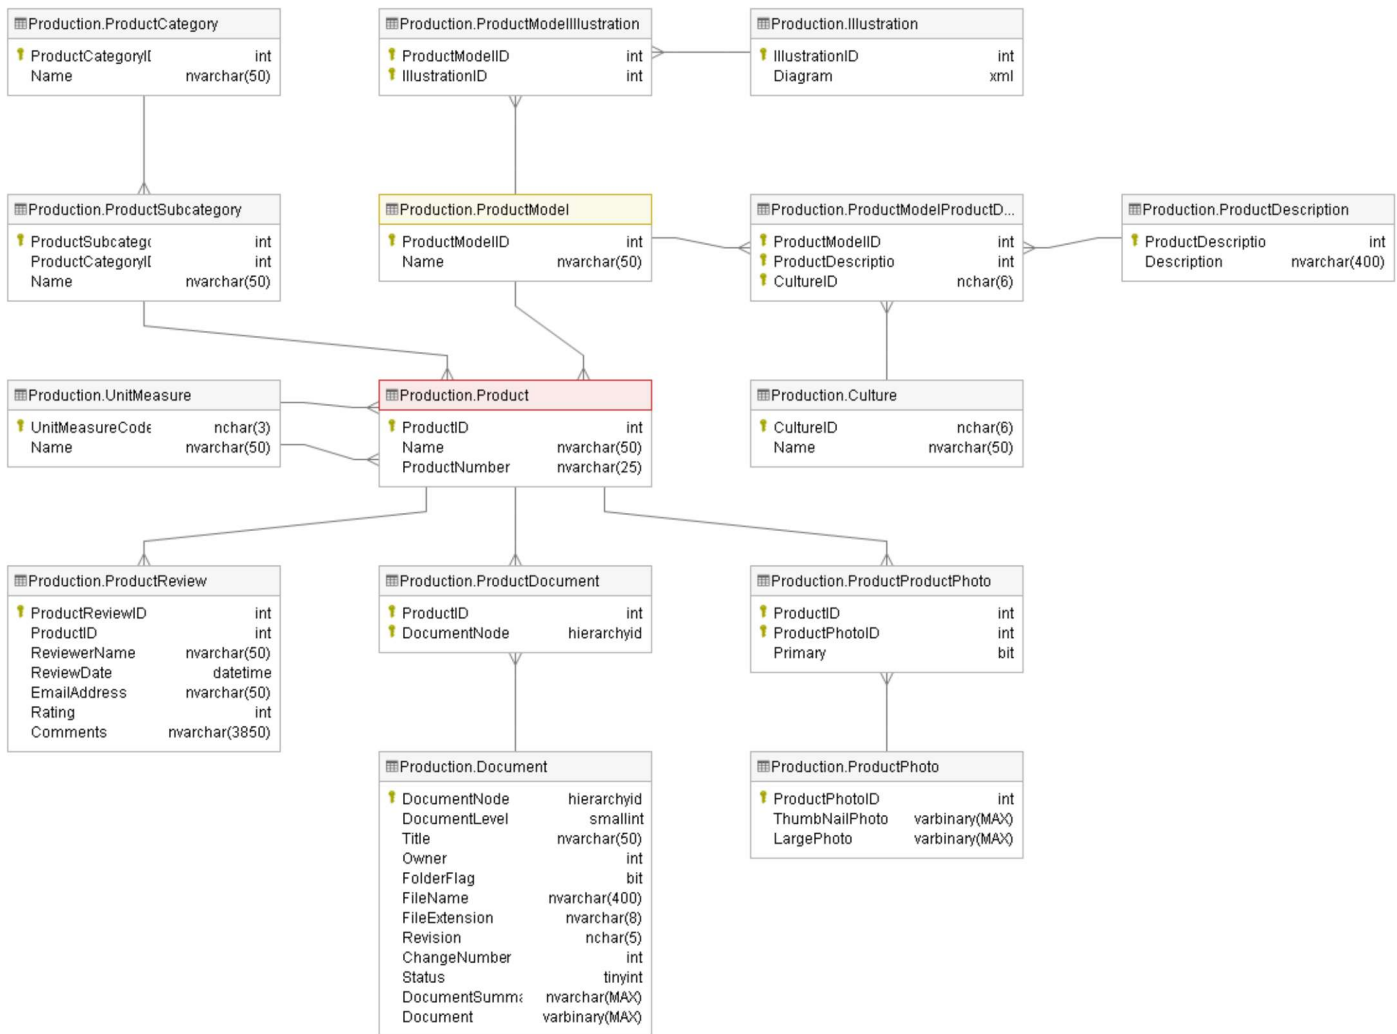 Production.ProductCategory
ProductCategoryI
int
Name
nvarchar(50)
Production.ProductModelIllustration
ProductModelID
int
IllustrationID
int
Production.Illustration
IllustrationID
int
Diagram
xml
Production.ProductSubcategory
ProductSubcatego
int
ProductCategoryI
int
Name
nvarchar(50)
Production.ProductModel
ProductModelID
int
Name
nvarchar(50)
Production.ProductModelProductD...
ProductModelID
int
ProductDescriptio
int
CultureID
nchar(6)
Production.ProductDescription
ProductDescriptio
int
Description
nvarchar(400)
Production.UnitMeasure
UnitMeasureCode
nchar(3)
Name
nvarchar(50)
Production.Product
ProductID
int
Name
nvarchar(50)
ProductNumber
nvarchar(25)
Production.Culture
CultureID
nchar(6)
Name
nvarchar(50)
Production.ProductReview
ProductReviewID
int
ProductID
int
ReviewerName
nvarchar(50)
ReviewDate
datetime
EmailAddress
nvarchar(50)
Rating
int
Comments
nvarchar(3850)
Production.ProductDocument
ProductID
int
DocumentNode
hierarchyid
Production.ProductProductPhoto
ProductID
int
ProductPhotoID
int
Primary
bit
Production.Document
DocumentNode
hierarchyid
DocumentLevel
smallint
Title
nvarchar(50)
Owner
int
FolderFlag
bit
FileName
nvarchar(400)
FileExtension
nvarchar(8)
Revision
nchar(5)
ChangeNumber
int
Status
tinyint
DocumentSumma
nvarchar(MAX)
Document
varbinary(MAX)
Production.ProductPhoto
ProductPhotoID
int
ThumbNailPhoto
varbinary(MAX)
LargePhoto
varbinary(MAX)